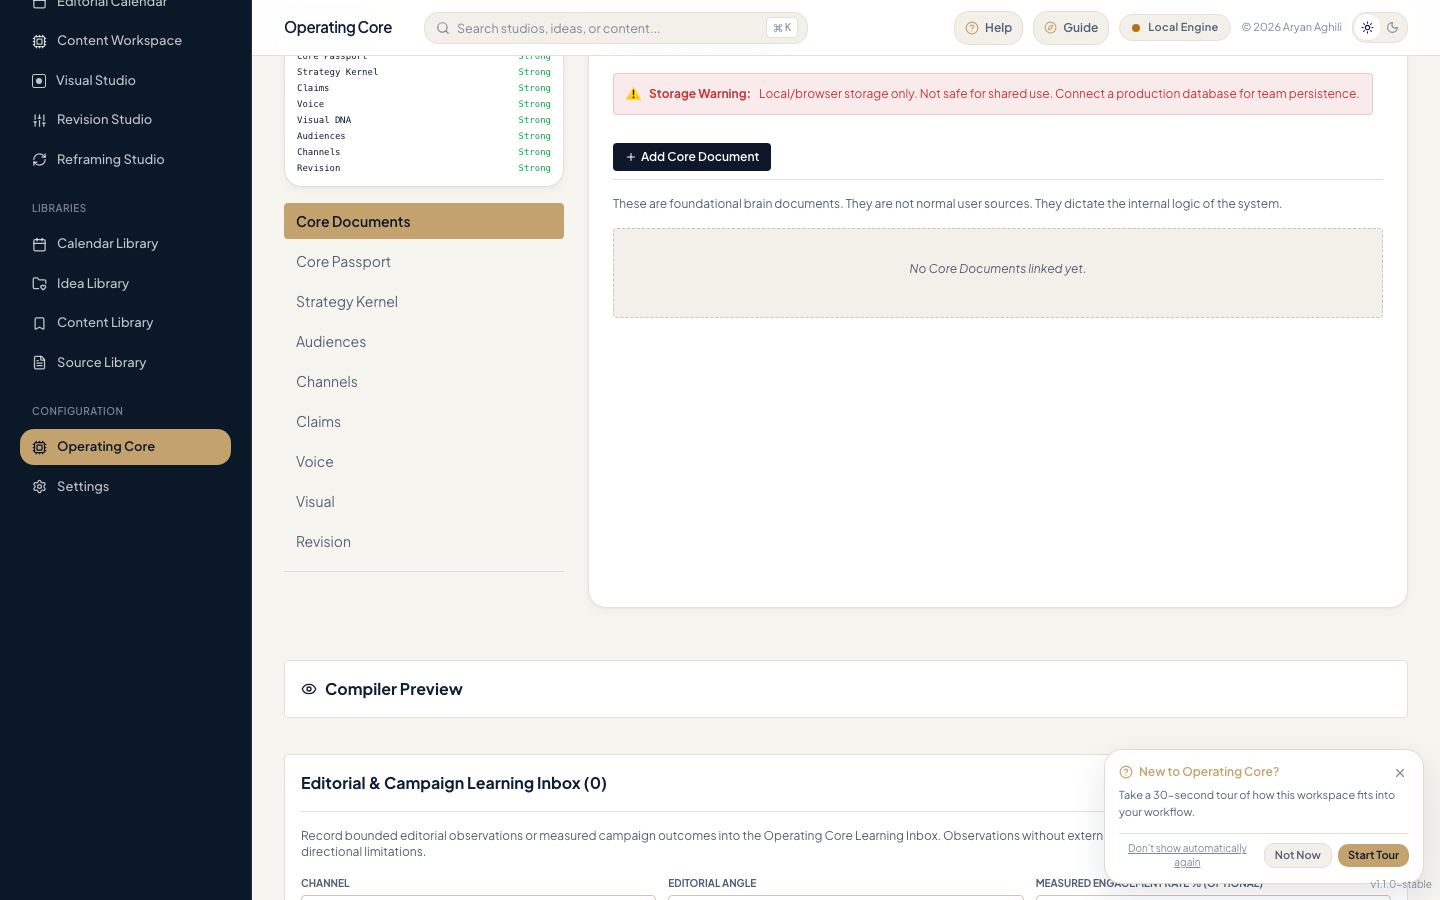 Editorial Calendar
Content Workspace
Visual Studio
Revision Studio
Reframing Studio
LIBRARIES
Calendar Library
Idea Library
Content Library
Source Library
CONFIGURATION
Operating Core
Settings
Operating Core
Search studios, ideas, or content...
⌘ K
Help
Guide
Local Engine
© 2026 Aryan Aghili
Core Passport Strong
Strategy Kernel Strong
Claims Strong
Voice Strong
Visual DNA Strong
Audiences Strong
Channels Strong
Revision Strong
Core Documents
Core Passport
Strategy Kernel
Audiences
Channels
Claims
Voice
Visual
Revision
Storage Warning: Local/browser storage only. Not safe for shared use. Connect a production database for team persistence.
+ Add Core Document
These are foundational brain documents. They are not normal user sources. They dictate the internal logic of the system.
No Core Documents linked yet.
Compiler Preview
Editorial & Campaign Learning Inbox (0)
Record bounded editorial observations or measured campaign outcomes into the Operating Core Learning Inbox. Observations without extern
directional limitations.
CHANNEL
EDITORIAL ANGLE
MEASURED ENGAGEMENT RATE % (OPTIONAL)
New to Operating Core?
Take a 30-second tour of how this workspace fits into
your workflow.
Don't show automatically
again
Not Now
Start Tour
v1.1.0-stable